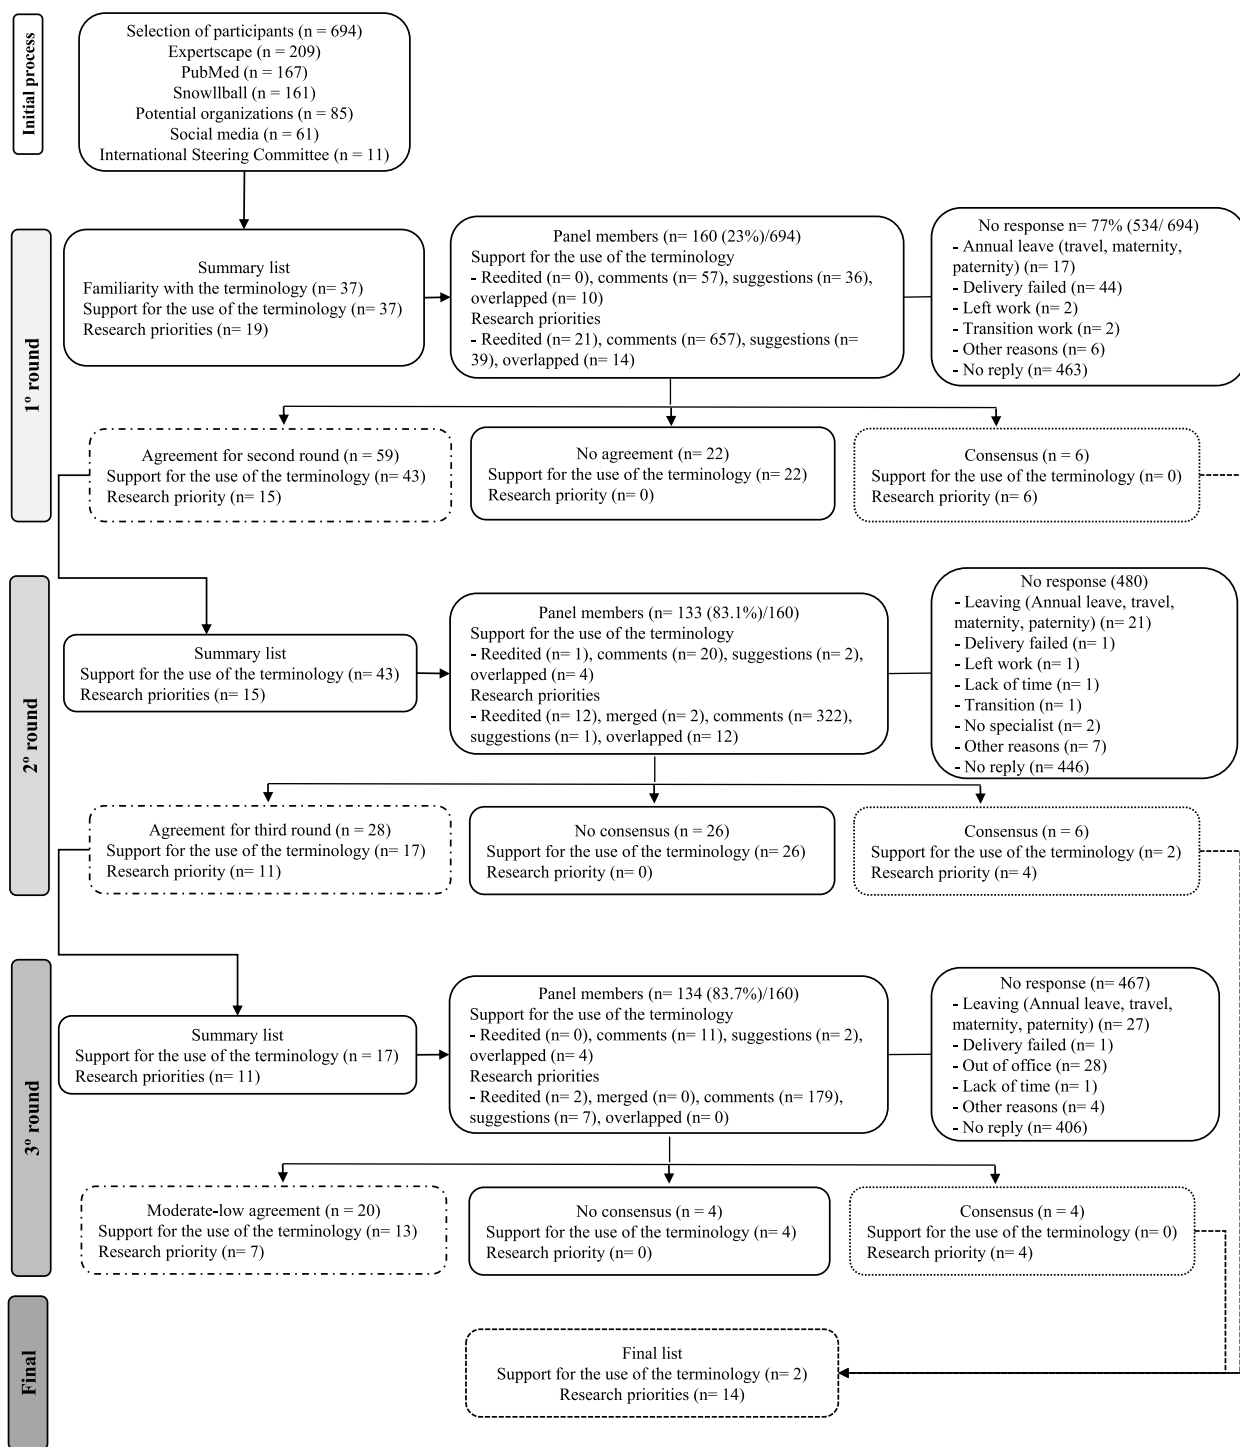 Initial process
Selection of participants (n = 694)
Expertscape (n = 209)
PubMed (n = 167)
Snowllball (n = 161)
Potential organizations (n = 85)
Social media (n = 61)
International Steering Committee (n = 11)
1º round
Summary list
Familiarity with the terminology (n= 37)
Support for the use of the terminology (n= 37)
Research priorities (n= 19)
Panel members (n= 160 (23%)/694)
Support for the use of the terminology
- Reedited (n= 0), comments (n= 57), suggestions (n= 36),
overlapped (n= 10)
Research priorities
- Reedited (n= 21), comments (n= 657), suggestions (n=
39), overlapped (n= 14)
No response n= 77% (534/ 694)
- Annual leave (travel, maternity,
paternity) (n= 17)
- Delivery failed (n= 44)
- Left work (n= 2)
- Transition work (n= 2)
- Other reasons (n= 6)
- No reply (n= 463)
Agreement for second round (n = 59)
Support for the use of the terminology (n= 43)
Research priority (n= 15)
No agreement (n = 22)
Support for the use of the terminology (n= 22)
Research priority (n= 0)
Consensus (n = 6)
Support for the use of the terminology (n= 0)
Research priority (n= 6)
2º round
Summary list
Support for the use of the terminology (n= 43)
Research priorities (n= 15)
Panel members (n= 133 (83.1%)/160)
Support for the use of the terminology
- Reedited (n= 1), comments (n= 20), suggestions (n= 2),
overlapped (n= 4)
Research priorities
- Reedited (n= 12), merged (n= 2), comments (n= 322),
suggestions (n= 1), overlapped (n= 12)
No response (480)
- Leaving (Annual leave, travel,
maternity, paternity) (n= 21)
- Delivery failed (n= 1)
- Left work (n= 1)
- Lack of time (n= 1)
- Transition (n= 1)
- No specialist (n= 2)
- Other reasons (n= 7)
- No reply (n= 446)
Agreement for third round (n = 28)
Support for the use of the terminology (n= 17)
Research priority (n= 11)
No consensus (n = 26)
Support for the use of the terminology (n= 26)
Research priority (n= 0)
Consensus (n = 6)
Support for the use of the terminology (n= 2)
Research priority (n= 4)
3º round
Summary list
Support for the use of the terminology (n = 17)
Research priorities (n= 11)
Panel members (n= 134 (83.7%)/160)
Support for the use of the terminology
- Reedited (n= 0), comments (n= 11), suggestions (n= 2),
overlapped (n= 4)
Research priorities
- Reedited (n= 2), merged (n= 0), comments (n= 179),
suggestions (n= 7), overlapped (n= 0)
No response (n= 467)
- Leaving (Annual leave, travel,
maternity, paternity) (n= 27)
- Delivery failed (n= 1)
- Out of office (n= 28)
- Lack of time (n= 1)
- Other reasons (n= 4)
- No reply (n= 406)
Moderate-low agreement (n = 20)
Support for the use of the terminology (n= 13)
Research priority (n= 7)
No consensus (n = 4)
Support for the use of the terminology (n= 4)
Research priority (n= 0)
Consensus (n = 4)
Support for the use of the terminology (n= 0)
Research priority (n= 4)
Final
Final list
Support for the use of the terminology (n= 2)
Research priorities (n= 14)